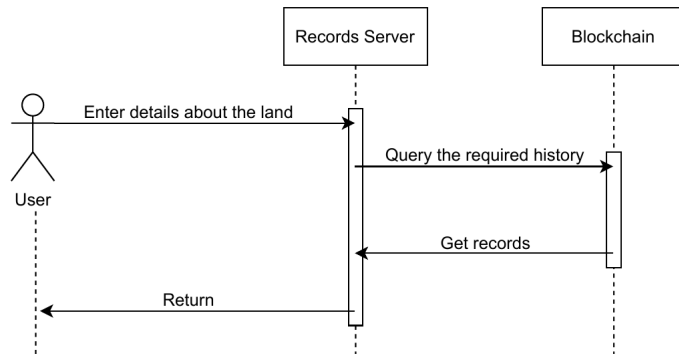 Records Server
Blockchain
Enter details about the land
Query the required history
User
Get records
Return